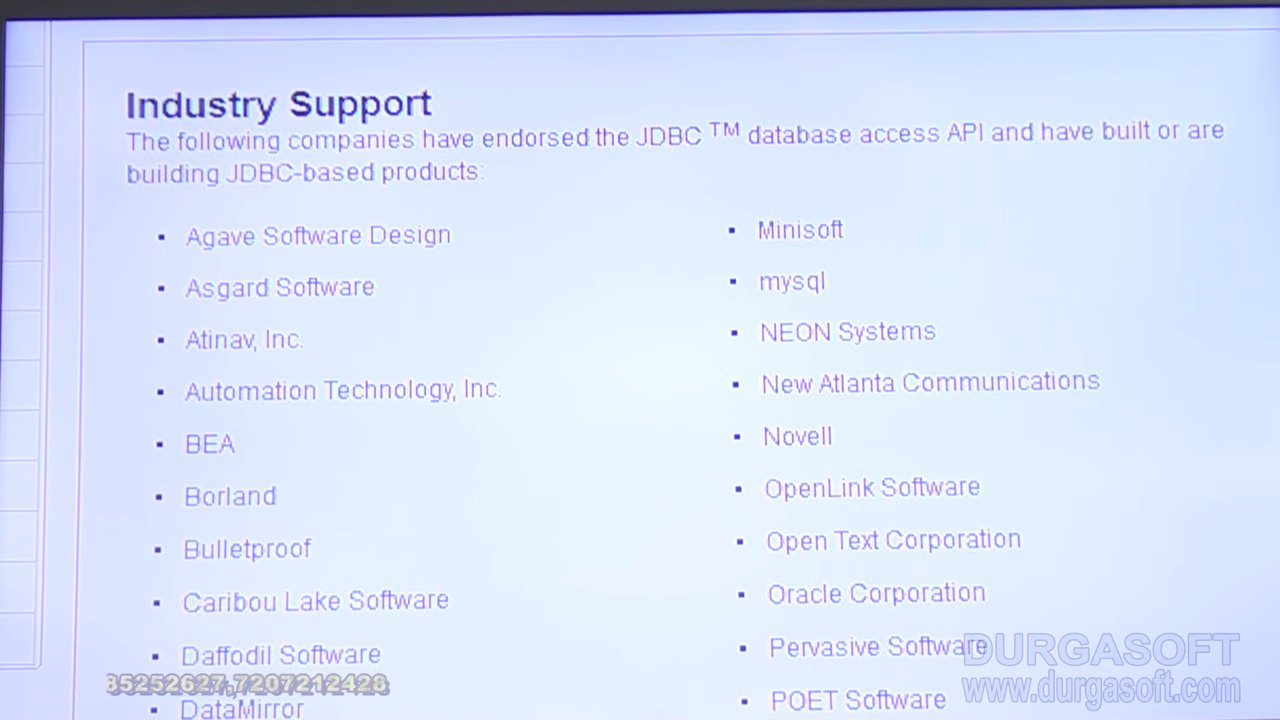 Industry Support
The following companies have endorsed the JDBC TM database access API and have built or are
building JDBC-based products:
Agave Software Design
Asgard Software
Atinav, Inc.
Automation Technology, Inc.
BEA
Borland
Bulletproof
Caribou Lake Software
Daffodil Software
DataMirror
Minisoft
mysql
NEON Systems
New Atlanta Communications
Novell
OpenLink Software
Open Text Corporation
Oracle Corporation
Pervasive Software
POET Software
85252627,7207212428
DURGASOFT
www.durgasoft.com